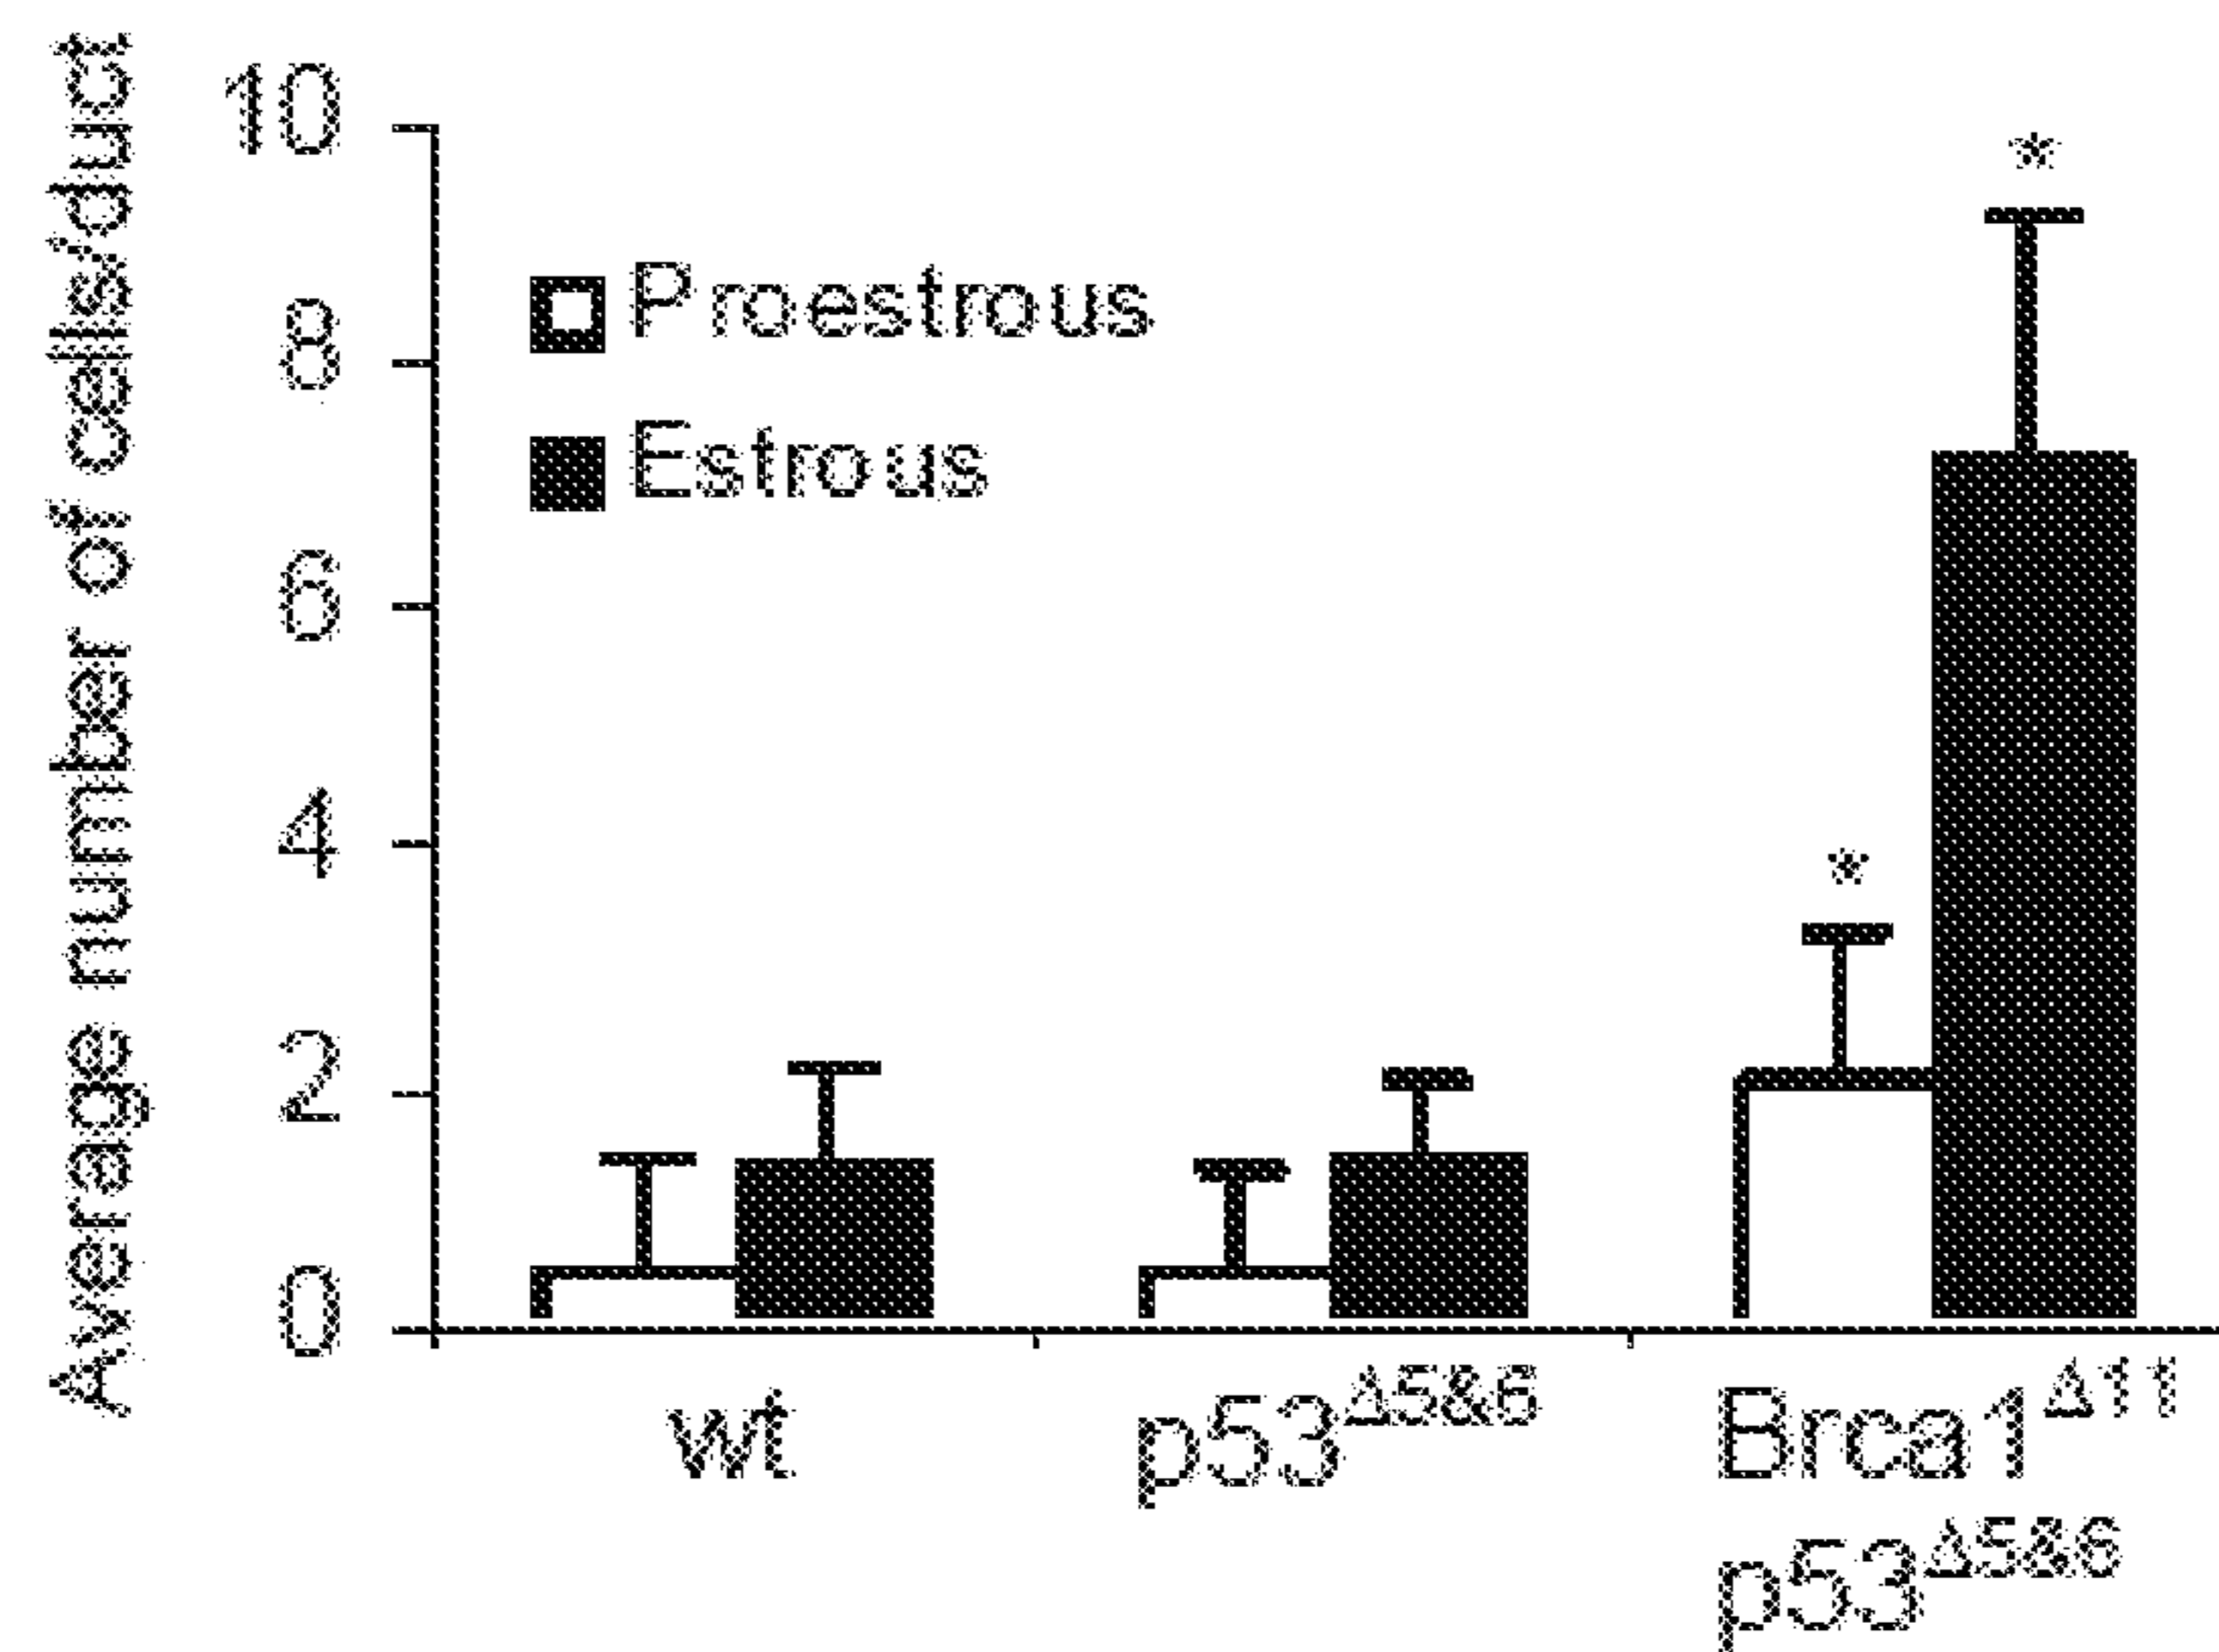 Average number of cells/duct
10
8
6
4
2
0
Proestrous
Estrous
*
*
wt
p53Δ5&6
Brca1Δ11
p53Δ5&6